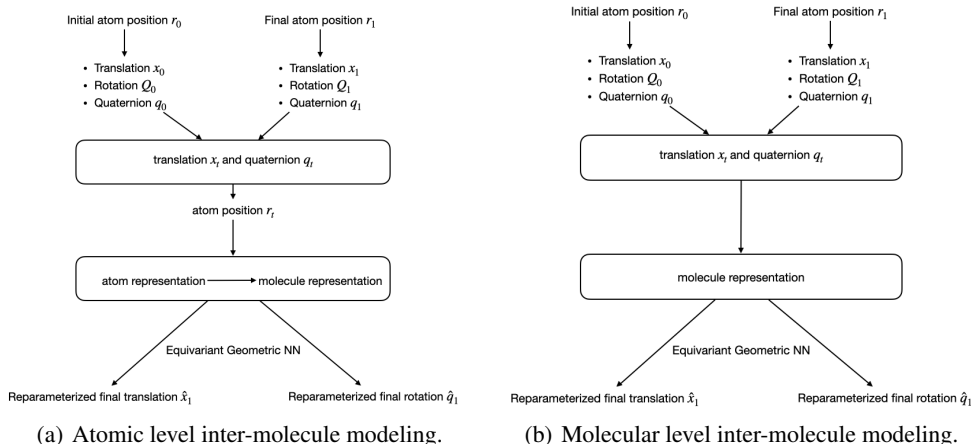 Initial atom position r₀
Final atom position r₁
• Translation x₀
• Rotation Q₀
• Quaternion q₀
• Translation x₁
• Rotation Q₁
• Quaternion q₁
translation xₜ and quaternion qₜ
atom position rₜ
atom representation
molecule representation
Equivariant Geometric NN
Reparameterized final translation x̂₁
Reparameterized final rotation q̂₁
(a) Atomic level inter-molecule modeling.
Initial atom position r₀
Final atom position r₁
• Translation x₀
• Rotation Q₀
• Quaternion q₀
• Translation x₁
• Rotation Q₁
• Quaternion q₁
translation xₜ and quaternion qₜ
molecule representation
Equivariant Geometric NN
Reparameterized final translation x̂₁
Reparameterized final rotation q̂₁
(b) Molecular level inter-molecule modeling.